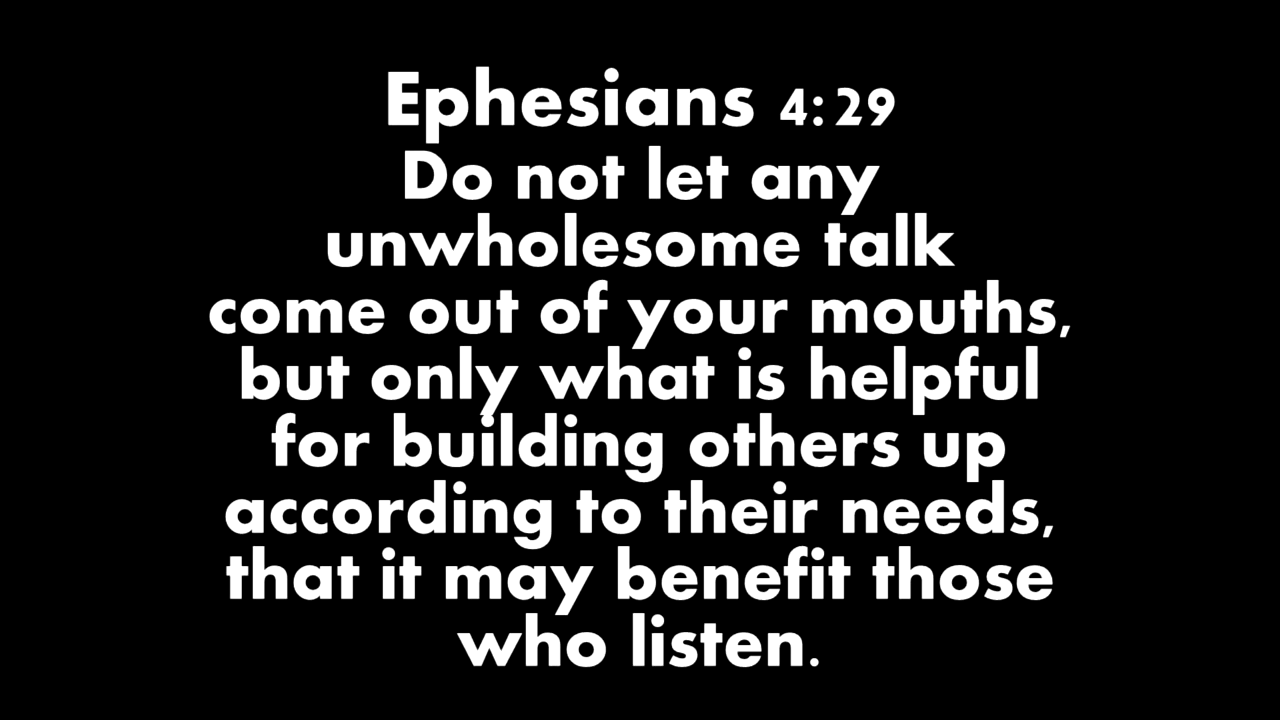 Ephesians 4:29
Do not let any
unwholesome talk
come out of your mouths,
but only what is helpful
for building others up
according to their needs,
that it may benefit those
who listen.